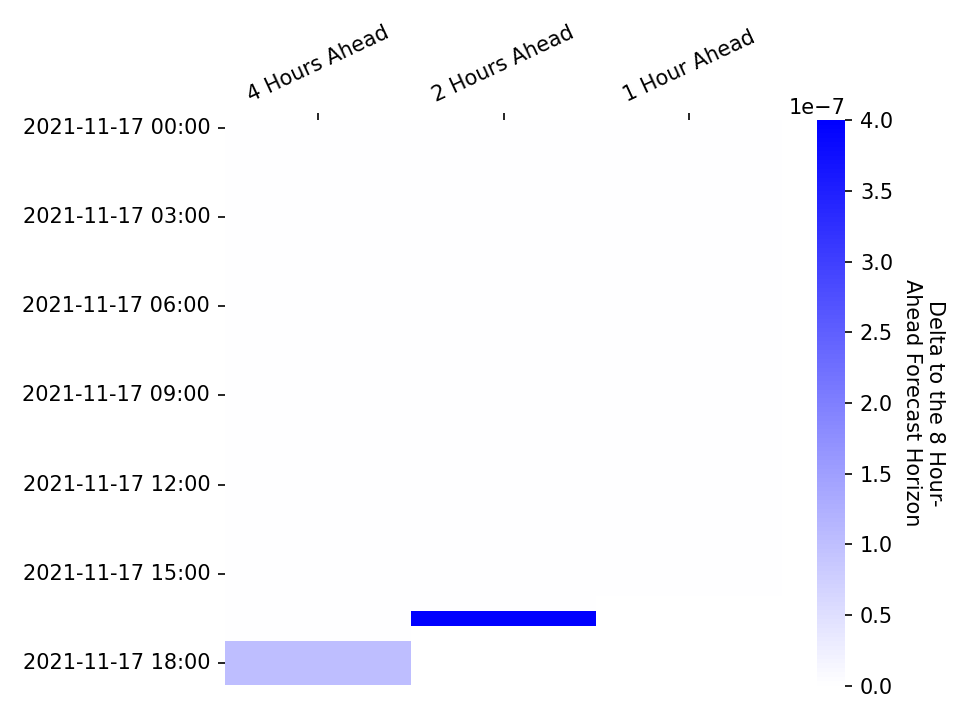 4 Hours Ahead
2 Hours Ahead
1 Hour Ahead
2021-11-17 00:00
2021-11-17 03:00
2021-11-17 06:00
2021-11-17 09:00
2021-11-17 12:00
2021-11-17 15:00
2021-11-17 18:00
1e−7
4.0
3.5
3.0
2.5
2.0
1.5
1.0
0.5
0.0
Delta to the 8 Hour-
Ahead Forecast Horizon